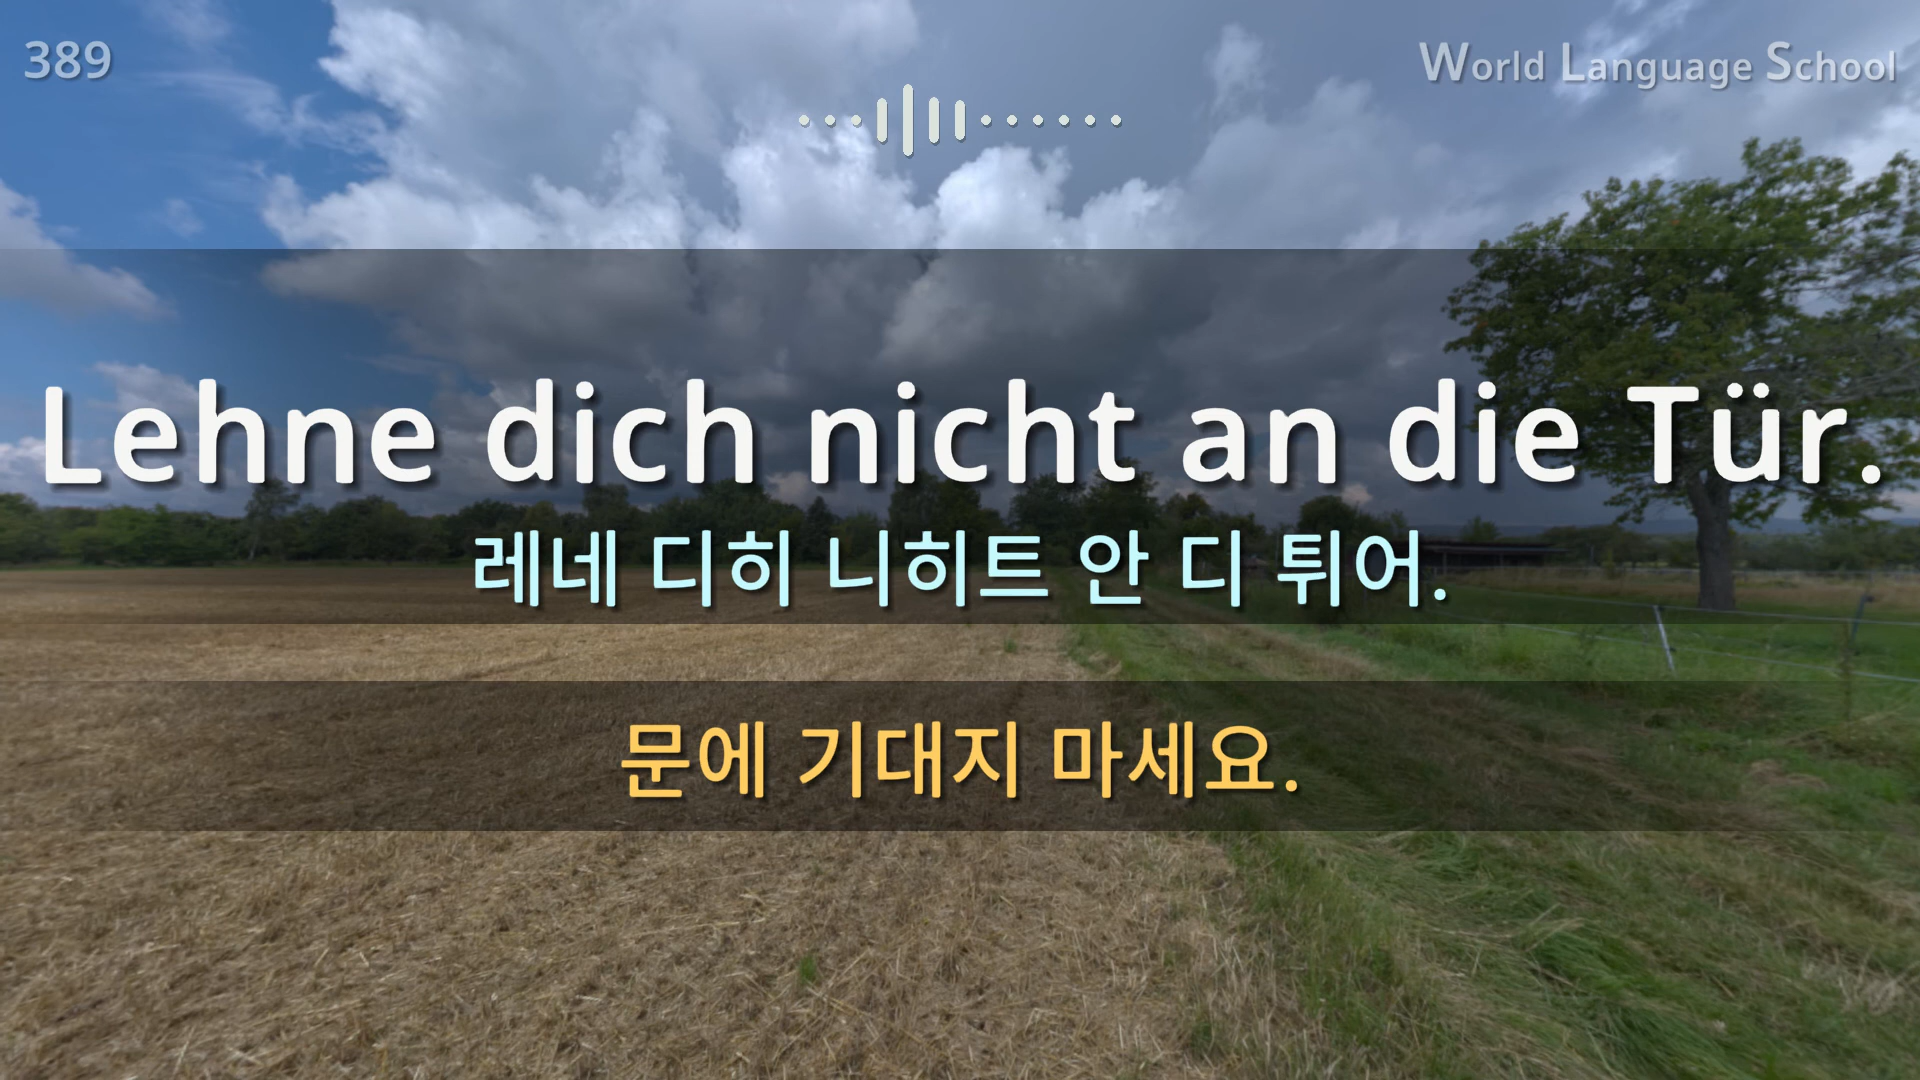 389
World Language School
Lehne dich nicht an die Tür.
레네 디히 니히트 안 디 튀어.
문에 기대지 마세요.